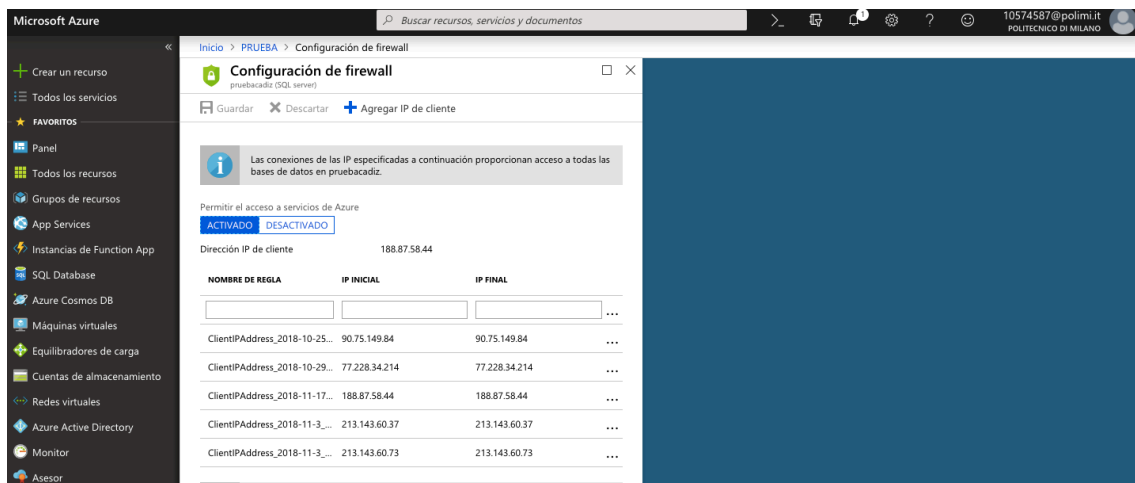 Microsoft Azure
Buscar recursos, servicios y documentos
>_
1
?
10574587@polimi.it
POLITECNICO DI MILANO
«
Crear un recurso
Todos los servicios
FAVORITOS
Panel
Todos los recursos
Grupos de recursos
App Services
Instancias de Function App
SQL Database
Azure Cosmos DB
Máquinas virtuales
Equilibradores de carga
Cuentas de almacenamiento
Redes virtuales
Azure Active Directory
Monitor
Asesor
Inicio > PRUEBA > Configuración de firewall
Configuración de firewall
pruebacadiz (SQL server)
Guardar Descartar Agregar IP de cliente
Las conexiones de las IP especificadas a continuación proporcionan acceso a todas las
bases de datos en pruebacadiz.
Permitir el acceso a servicios de Azure
ACTIVADO DESACTIVADO
Dirección IP de cliente 188.87.58.44
NOMBRE DE REGLA IP INICIAL IP FINAL
...
ClientIPAddress_2018-10-25... 90.75.149.84 90.75.149.84 ...
ClientIPAddress_2018-10-29... 77.228.34.214 77.228.34.214 ...
ClientIPAddress_2018-11-17... 188.87.58.44 188.87.58.44 ...
ClientIPAddress_2018-11-3_... 213.143.60.37 213.143.60.37 ...
ClientIPAddress_2018-11-3_... 213.143.60.73 213.143.60.73 ...